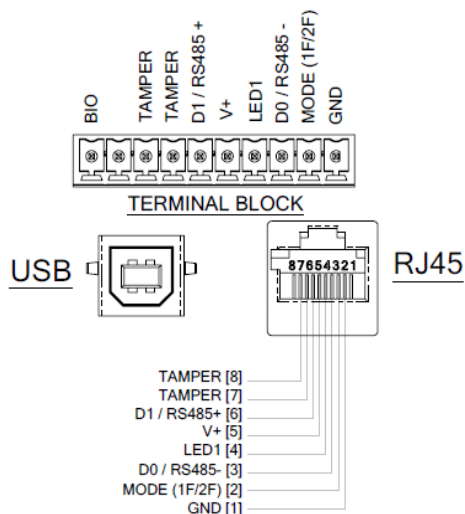 BIO
TAMPER
TAMPER
D1 / RS485 +
V+
LED1
D0 / RS485 -
MODE (1F/2F)
GND
TERMINAL BLOCK
USB
87654321
RJ45
TAMPER [8]
TAMPER [7]
D1 / RS485+ [6]
V+ [5]
LED1 [4]
D0 / RS485- [3]
MODE (1F/2F) [2]
GND [1]